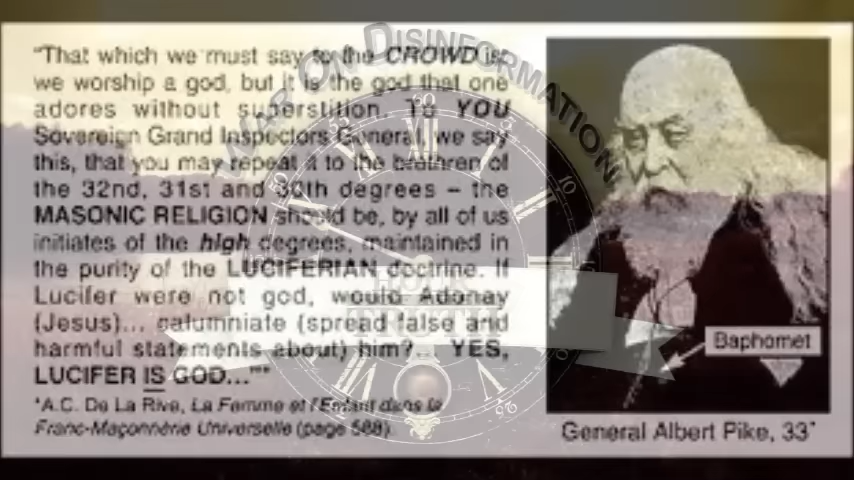 "That which we must say to the CROWD is:
we worship a god, but it is the god that one
adores without superstition. To YOU
Sovereign Grand Inspectors General, we say
this, that you may repeat it to the brethren of
the 32nd, 31st and 30th degrees – the
MASONIC RELIGION should be, by all of us
initiates of the high degrees, maintained in
the purity of the LUCIFERIAN doctrine. If
Lucifer were not god, would Adonay
(Jesus)... calumniate (spread false and
harmful statements about) him? YES,
LUCIFER IS GOD...'"
*A.C. De La Rive, La Femme et l'Enfant dans la
Franc-Maçonnérie Universelle (page 588).
Baphomet
General Albert Pike, 33°
ON DISINFORMATION
60
10
25